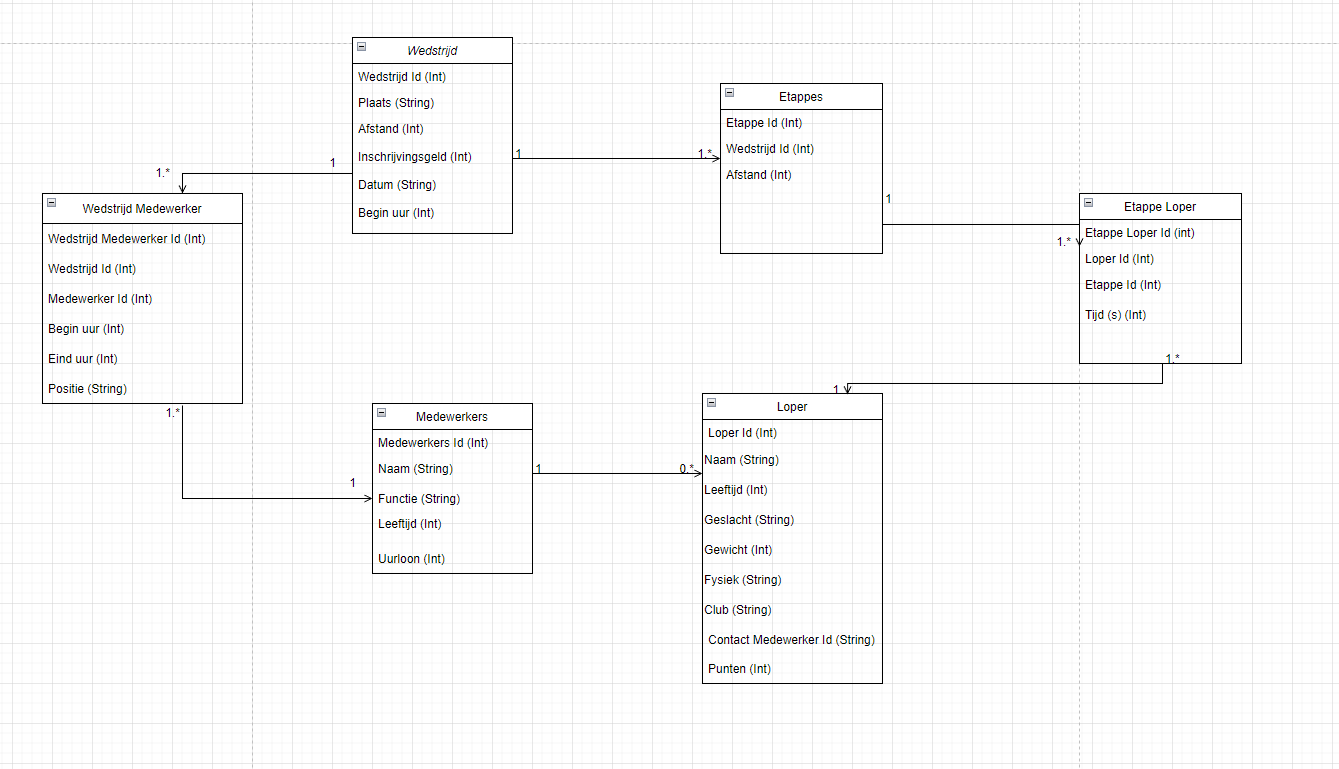 Wedstrijd
Wedstrijd Id (Int)
Plaats (String)
Afstand (Int)
Inschrijvingsgeld (Int)
Datum (String)
Begin uur (Int)
1
1.*
1
1.*
Etappes
Etappe Id (Int)
Wedstrijd Id (Int)
Afstand (Int)
1
1.*
Wedstrijd Medewerker
Wedstrijd Medewerker Id (Int)
Wedstrijd Id (Int)
Medewerker Id (Int)
Begin uur (Int)
Eind uur (Int)
Positie (String)
1.*
1
Etappe Loper
Etappe Loper Id (int)
Loper Id (Int)
Etappe Id (Int)
Tijd (s) (Int)
1.*
1
Medewerkers
Medewerkers Id (Int)
Naam (String)
Functie (String)
Leeftijd (Int)
Uurloon (Int)
1
0.*
Loper
Loper Id (Int)
Naam (String)
Leeftijd (Int)
Geslacht (String)
Gewicht (Int)
Fysiek (String)
Club (String)
Contact Medewerker Id (String)
Punten (Int)